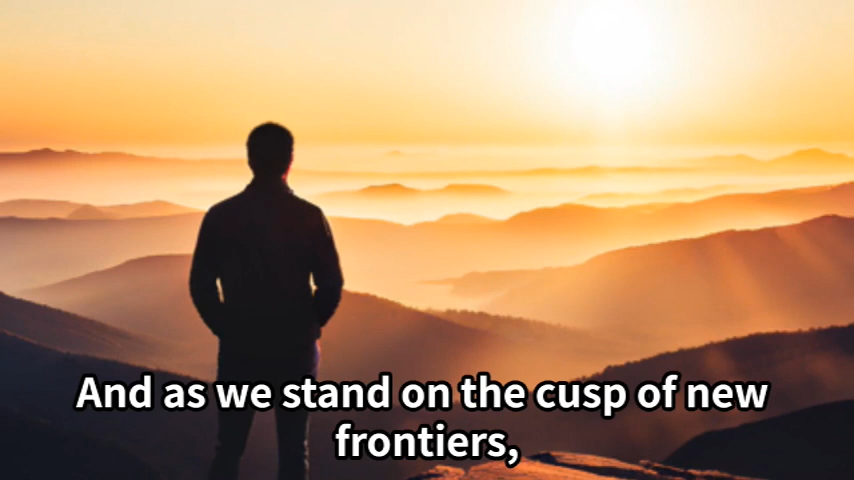 And as we stand on the cusp of new
frontiers,